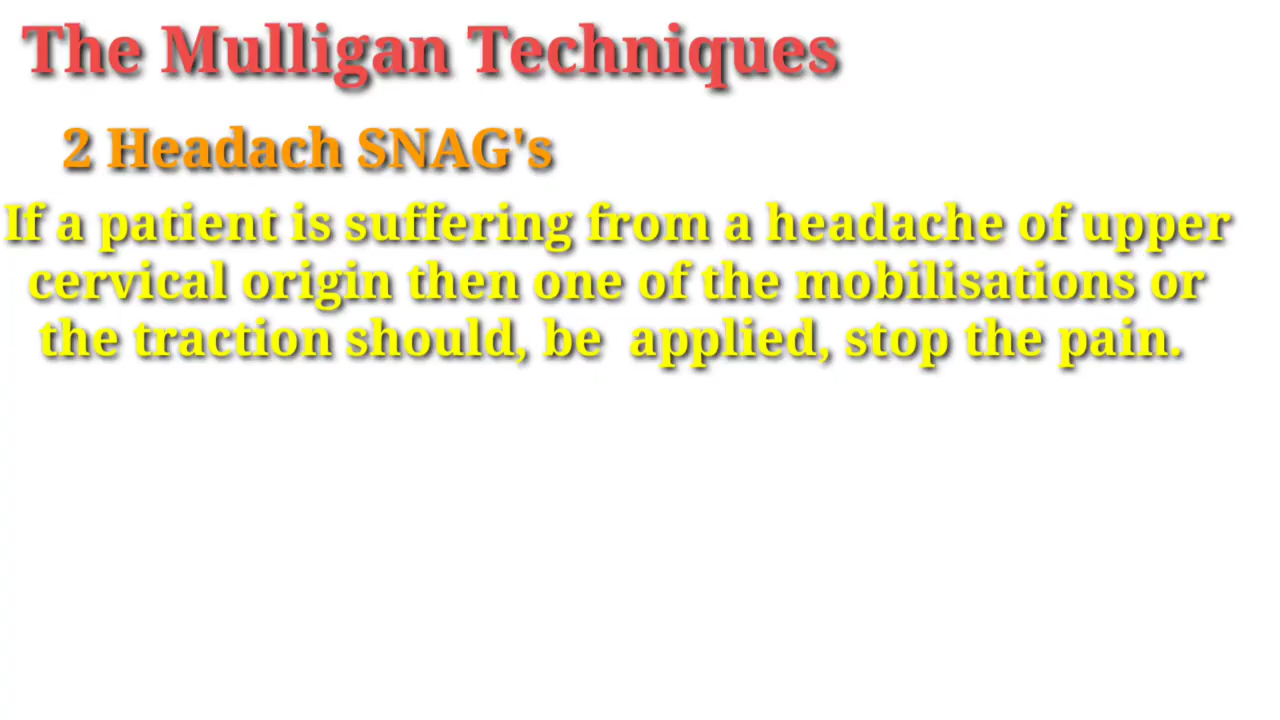 The Mulligan Techniques
2 Headach SNAG's
If a patient is suffering from a headache of upper
cervical origin then one of the mobilisations or
the traction should, be applied, stop the pain.